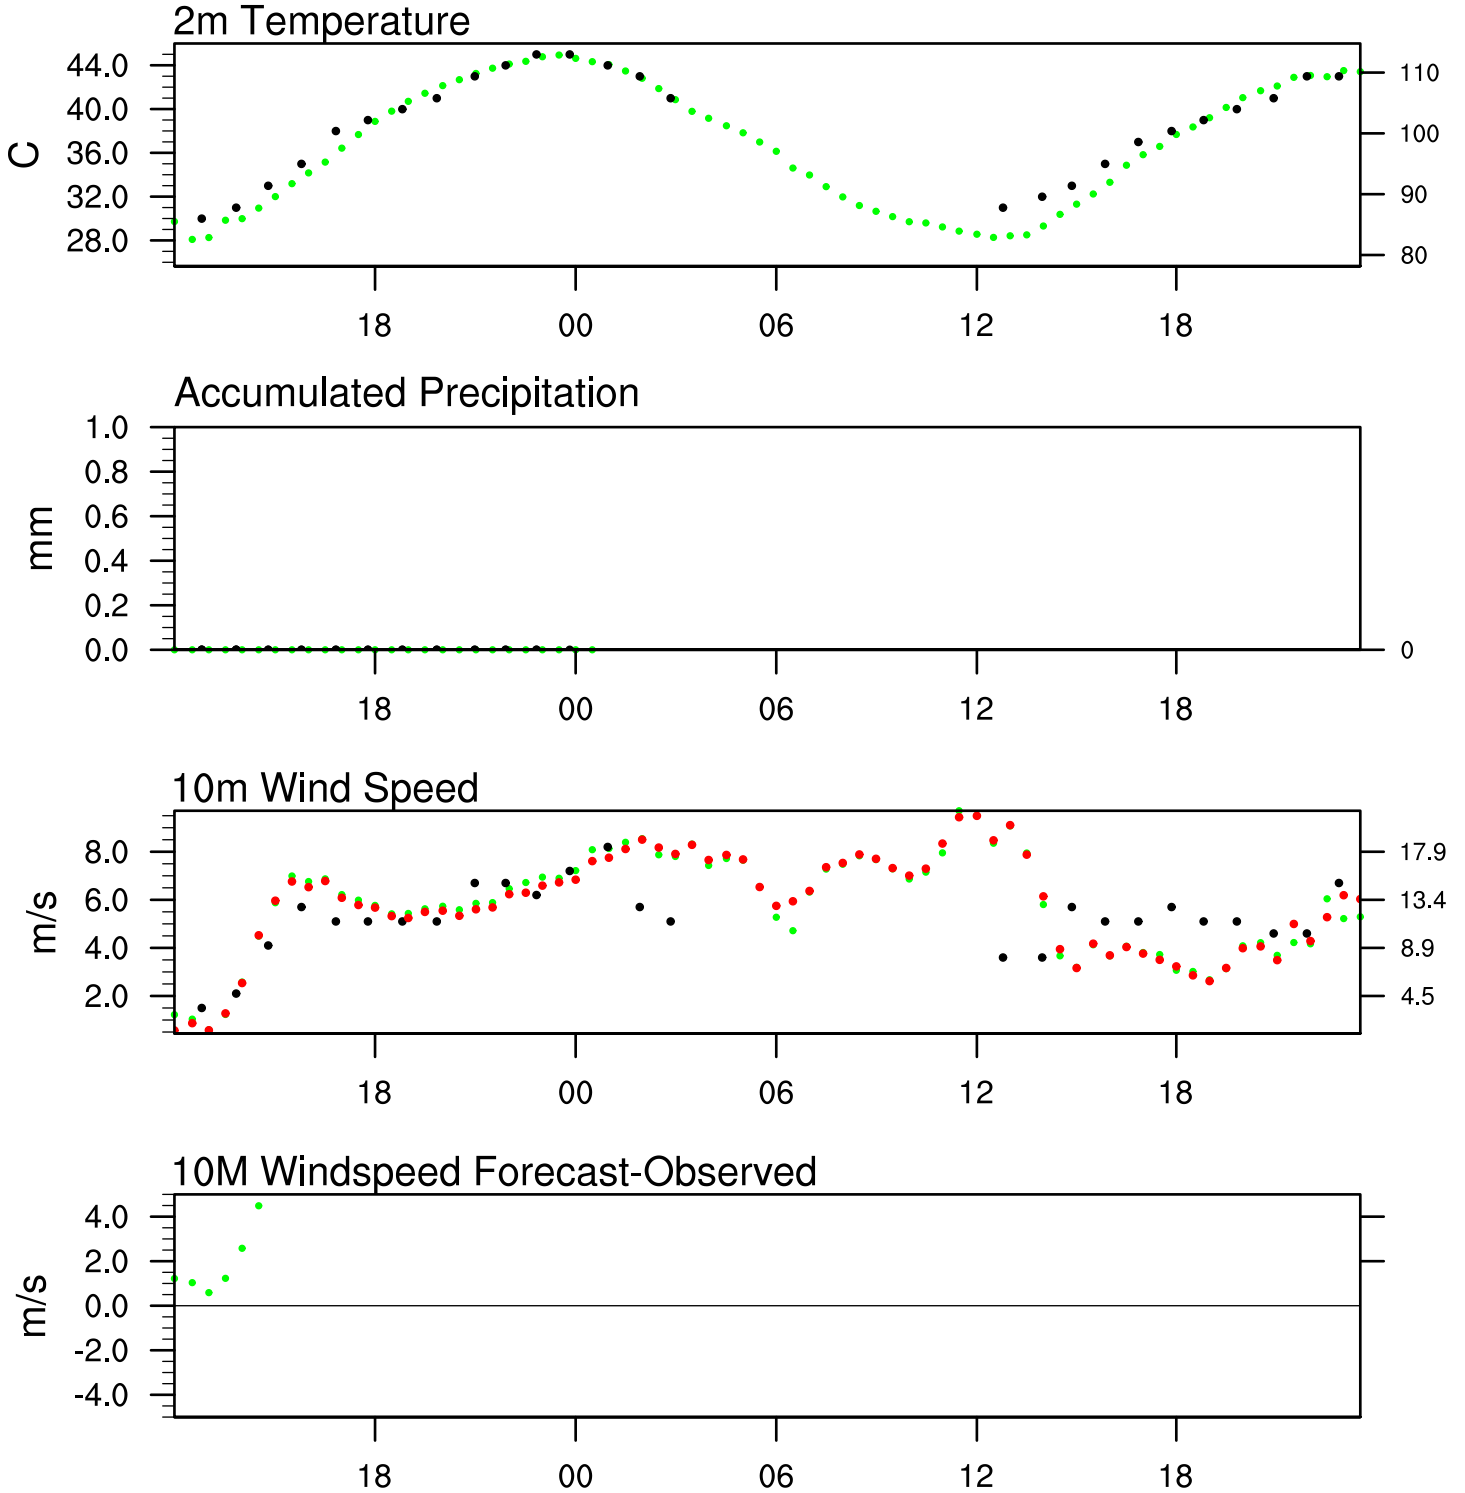 2m Temperature
44.0
40.0
36.0
32.0
28.0
C
110
100
90
80
18 00 06 12 18
Accumulated Precipitation
1.0
0.8
0.6
0.4
0.2
0.0
mm
0
18 00 06 12 18
10m Wind Speed
8.0
6.0
4.0
2.0
m/s
17.9
13.4
8.9
4.5
18 00 06 12 18
10M Windspeed Forecast-Observed
4.0
2.0
0.0
-2.0
-4.0
m/s
18 00 06 12 18